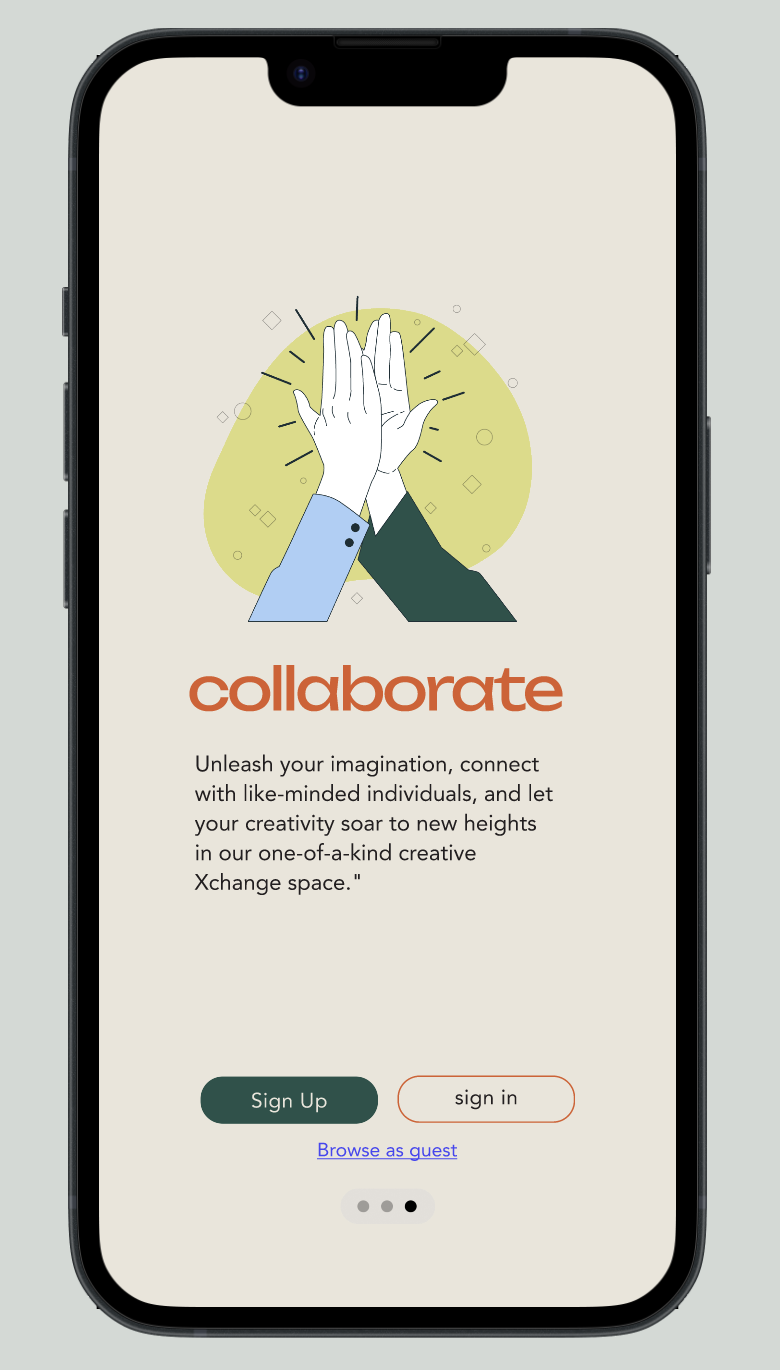 collaborate
Unleash your imagination, connect
with like-minded individuals, and let
your creativity soar to new heights
in our one-of-a-kind creative
Xchange space."
Sign Up
sign in
Browse as guest